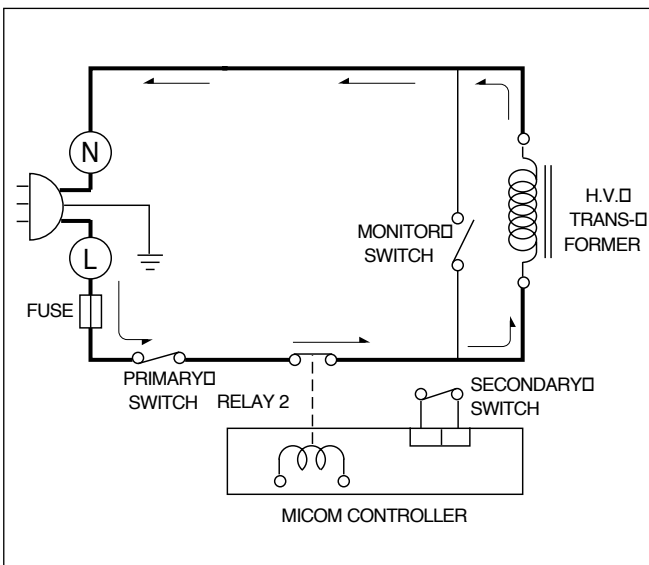 N
H.V.□
TRANS-□
FORMER
MONITOR□
SWITCH
L
FUSE
PRIMARY□
SWITCH
RELAY 2
SECONDARY□
SWITCH
MICOM CONTROLLER